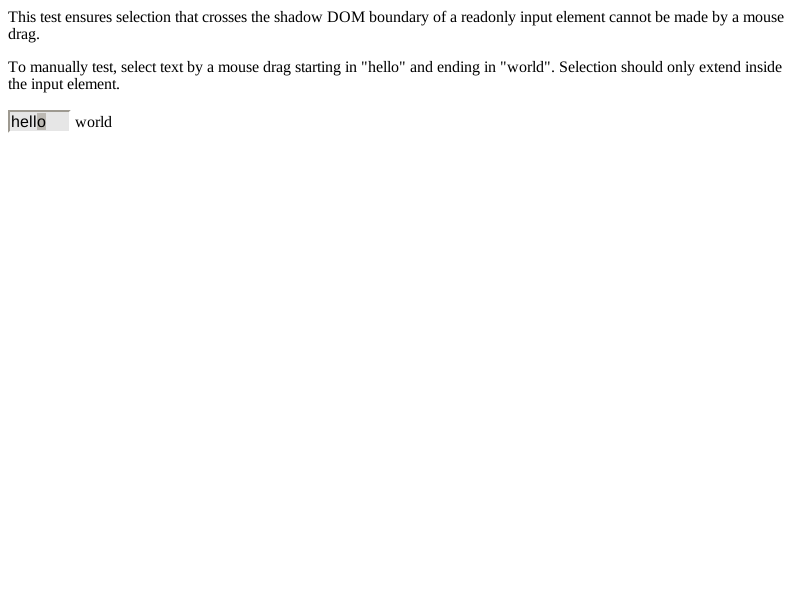 This test ensures selection that crosses the shadow DOM boundary of a readonly input element cannot be made by a mouse
drag.
To manually test, select text by a mouse drag starting in "hello" and ending in "world". Selection should only extend inside
the input element.
hello world